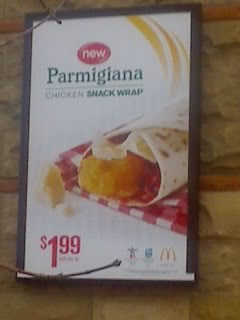 new
Parmigiana
CHICKEN SNACK WRAP
$1.99